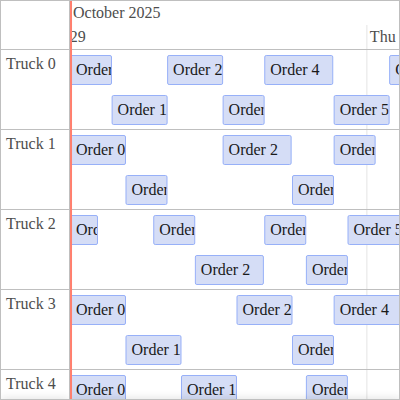 October 2025
29 Thu
Truck 0
Order Order 2 Order 4
Order 1 Order Order 5
Truck 1
Order 0 Order 2 Order
Order Order
Truck 2
Order Order Order 5
Order 2 Order
Truck 3
Order 0 Order 2 Order 4
Order 1 Order
Truck 4
Order 0 Order 1 Order